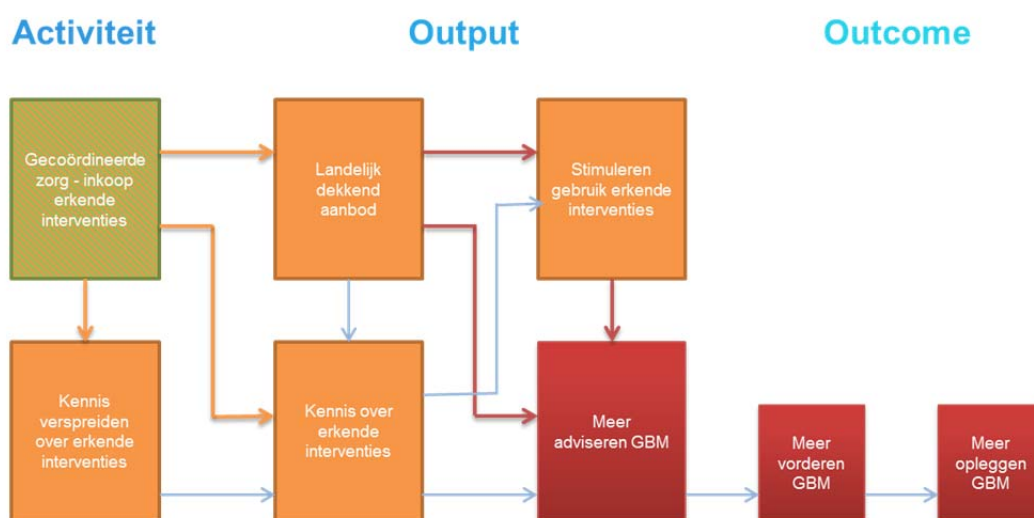 Activiteit
Output
Outcome
Gecoördineerde
zorg - inkoop
erkende
interventies
Landelijk
dekkend
aanbod
Stimuleren
gebruik erkende
interventies
Kennis
verspreiden
over erkende
interventies
Kennis over
erkende
interventies
Meer
adviseren GBM
Meer
vorderen
GBM
Meer
opleggen
GBM